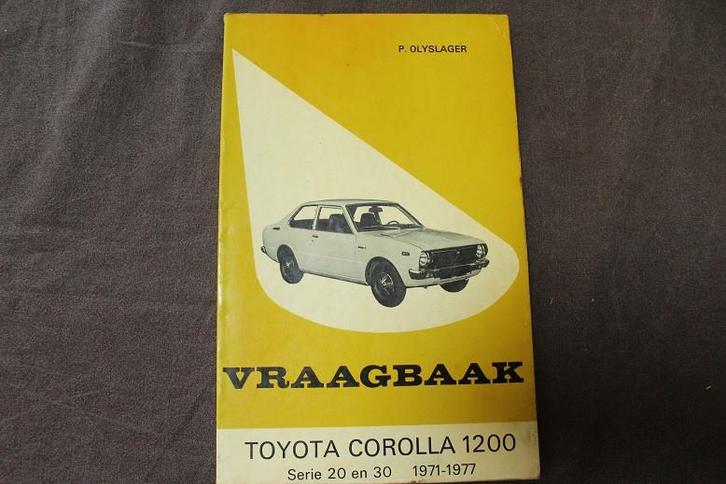 P. OLYSLAGER
VRAAGBAAK
TOYOTA COROLLA 1200
Serie 20 en 30 1971-1977